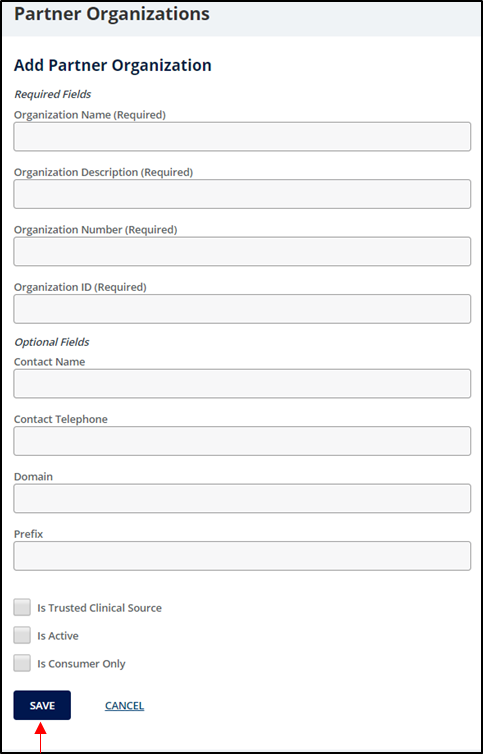 Partner Organizations
Add Partner Organization
Required Fields
Organization Name (Required)
Organization Description (Required)
Organization Number (Required)
Organization ID (Required)
Optional Fields
Contact Name
Contact Telephone
Domain
Prefix
Is Trusted Clinical Source
Is Active
Is Consumer Only
SAVE CANCEL